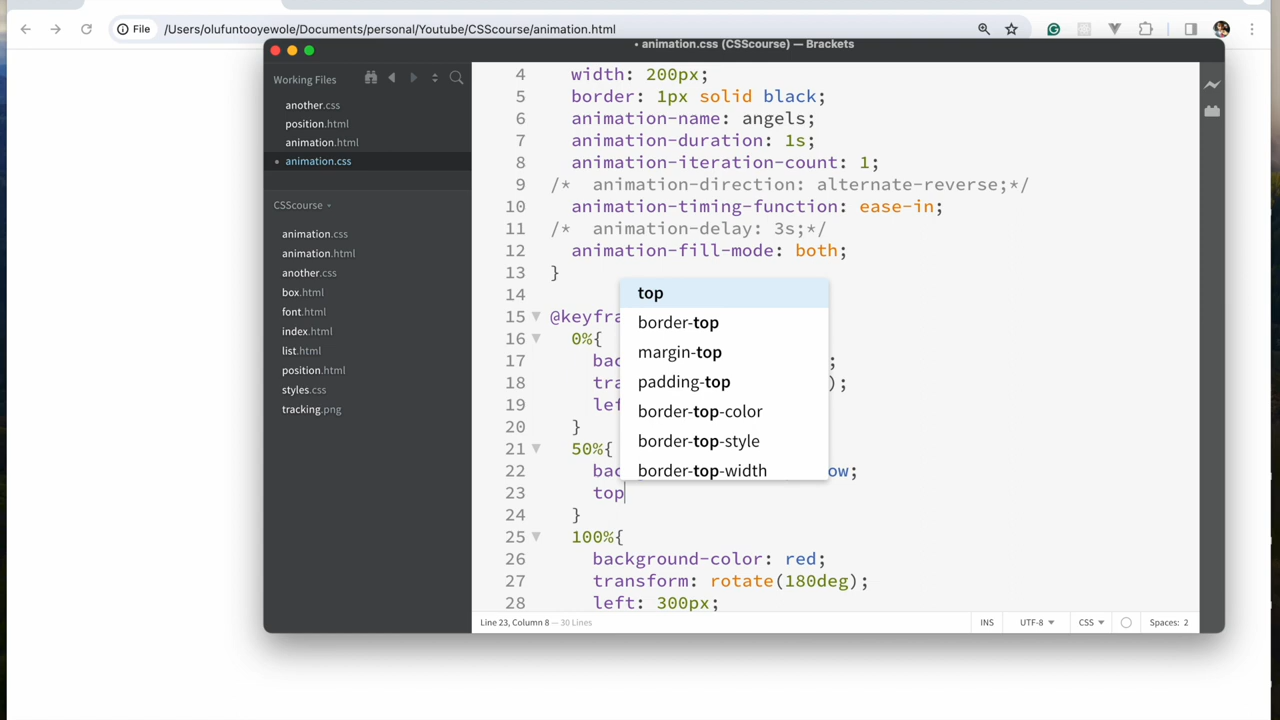 File /Users/olufuntooyewole/Documents/personal/Youtube/CSScourse/animation.html
• animation.css (CSScourse) — Brackets
Working Files
another.css
position.html
animation.html
• animation.css
CSScourse
animation.css
animation.html
another.css
box.html
font.html
index.html
list.html
position.html
styles.css
tracking.png
4 width: 200px;
5 border: 1px solid black;
6 animation-name: angels;
7 animation-duration: 1s;
8 animation-iteration-count: 1;
9 /* animation-direction: alternate-reverse;*/
10 animation-timing-function: ease-in;
11 /* animation-delay: 3s;*/
12 animation-fill-mode: both;
13 }
14
15 @keyfra
16 0%{
17 bac ;
18 tra );
19 lef
20 }
21 50%{
22 bac ow;
23 top
24 }
25 100%{
26 background-color: red;
27 transform: rotate(180deg);
28 left: 300px;
top
border-top
margin-top
padding-top
border-top-color
border-top-style
border-top-width
Line 23, Column 8 — 30 Lines
INS UTF-8 CSS Spaces: 2